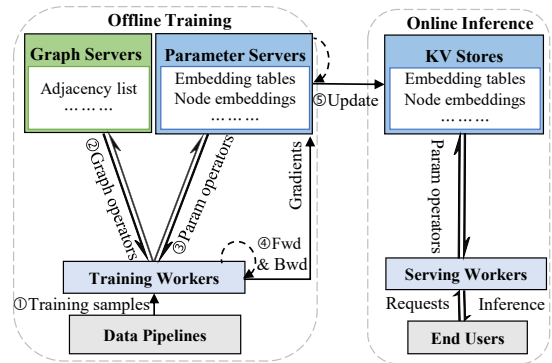 Offline Training
Graph Servers
Adjacency list
… … …
Parameter Servers
Embedding tables
Node embeddings
… … …
⑤Update
②Graph operators
③Param operators
Gradients
④Fwd
& Bwd
Training Workers
①Training samples
Data Pipelines
Online Inference
KV Stores
Embedding tables
Node embeddings
… … …
Param operators
Serving Workers
Requests
Inference
End Users